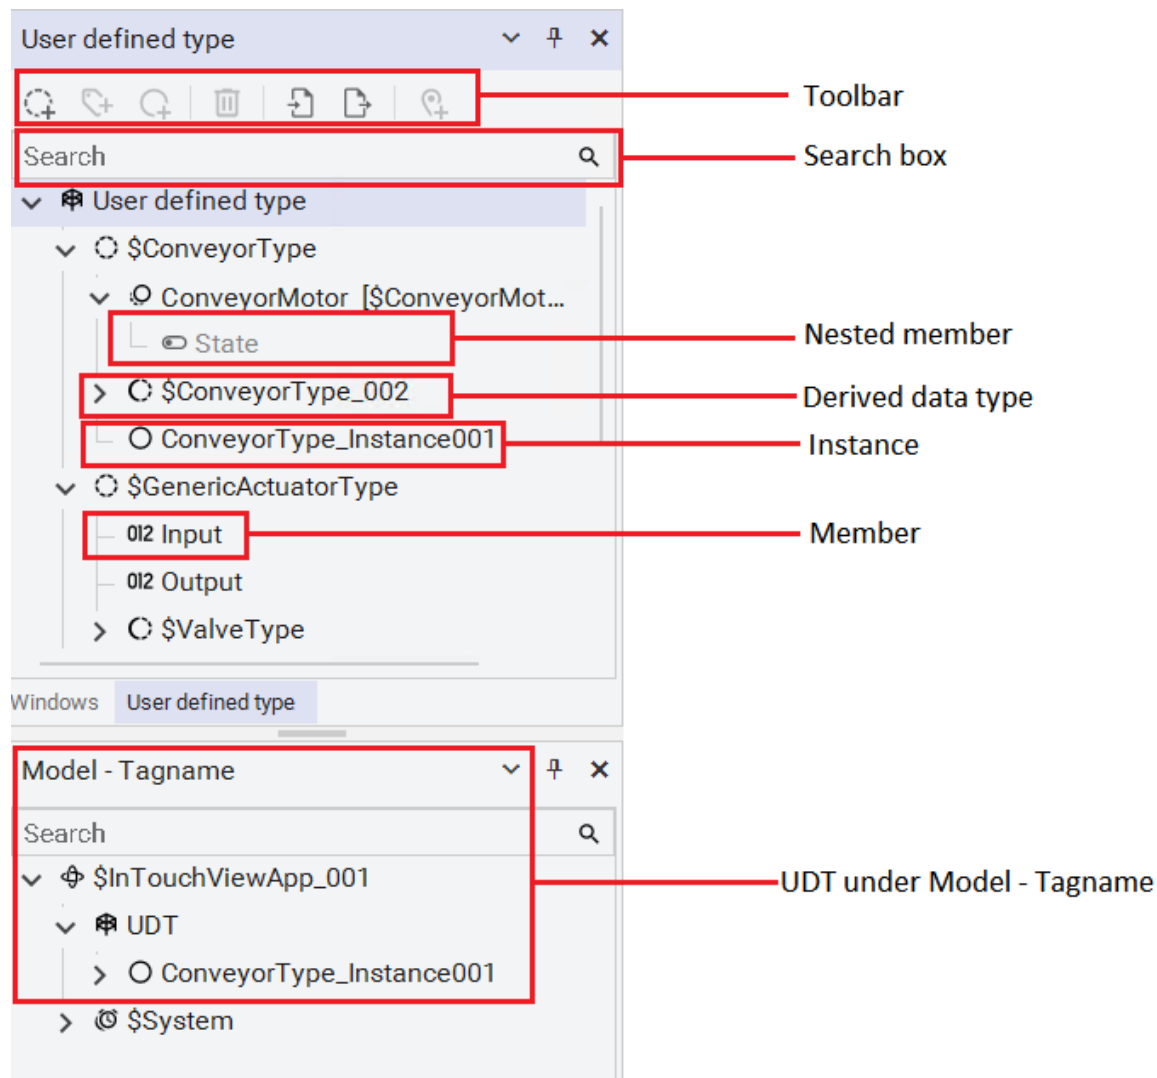 User defined type
Toolbar
Search
Search box
User defined type
$ConveyorType
ConveyorMotor [$ConveyorMot...
State
Nested member
$ConveyorType_002
Derived data type
ConveyorType_Instance001
Instance
$GenericActuatorType
012 Input
Member
012 Output
$ValveType
Windows User defined type
Model - Tagname
Search
$InTouchViewApp_001
UDT under Model - Tagname
UDT
ConveyorType_Instance001
$System